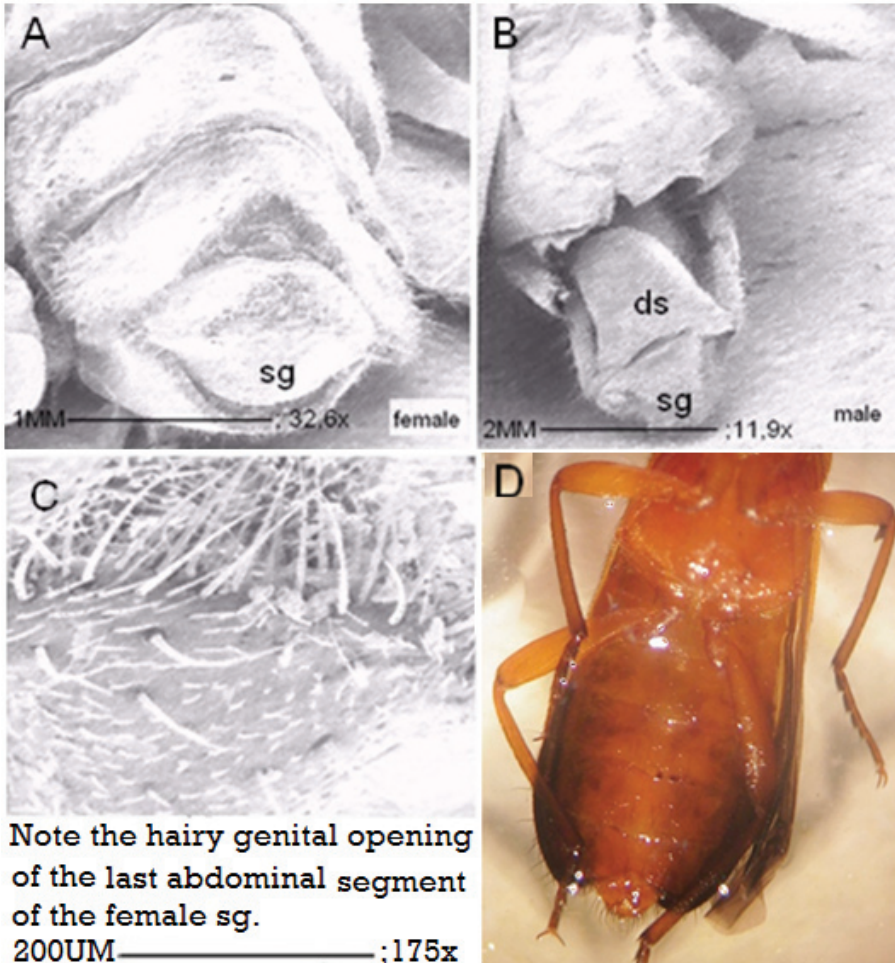 A
sg
1MM ;32,6x female
B
ds
sg
2MM ;11,9x male
C
Note the hairy genital opening
of the last abdominal segment
of the female sg.
200UM ;175x
D